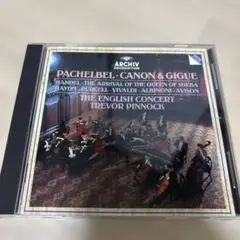 ARCHIV
PRODUKTION
PACHELBEL · CANON & GIGUE
HANDEL · THE ARRIVAL OF THE QUEEN OF SHEBA
HAYDN · PURCELL · VIVALDI · ALBINONI · AVISON
THE ENGLISH CONCERT
TREVOR PINNOCK